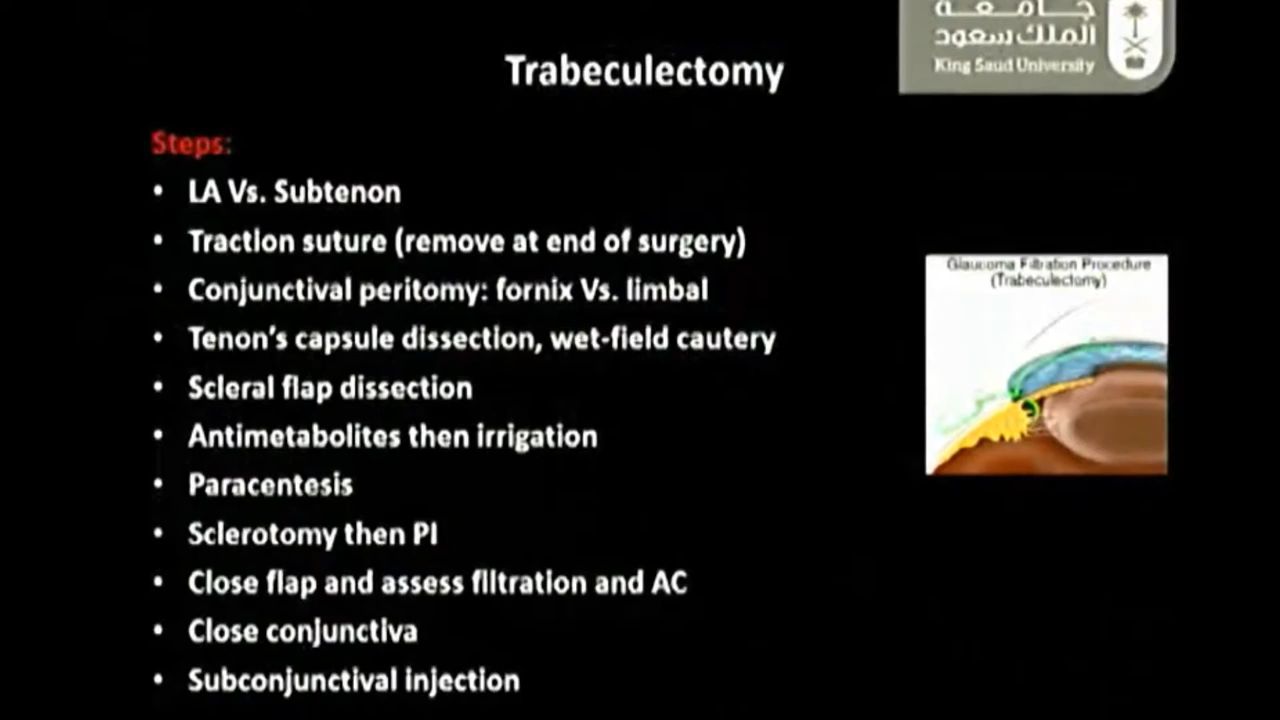 جامعة
الملك سعود
King Saud University
Trabeculectomy
Steps:
• LA Vs. Subtenon
• Traction suture (remove at end of surgery)
• Conjunctival peritomy: fornix Vs. limbal
• Tenon's capsule dissection, wet-field cautery
• Scleral flap dissection
• Antimetabolites then irrigation
• Paracentesis
• Sclerotomy then PI
• Close flap and assess filtration and AC
• Close conjunctiva
• Subconjunctival injection
Glaucoma Filtration Procedure
(Trabeculectomy)